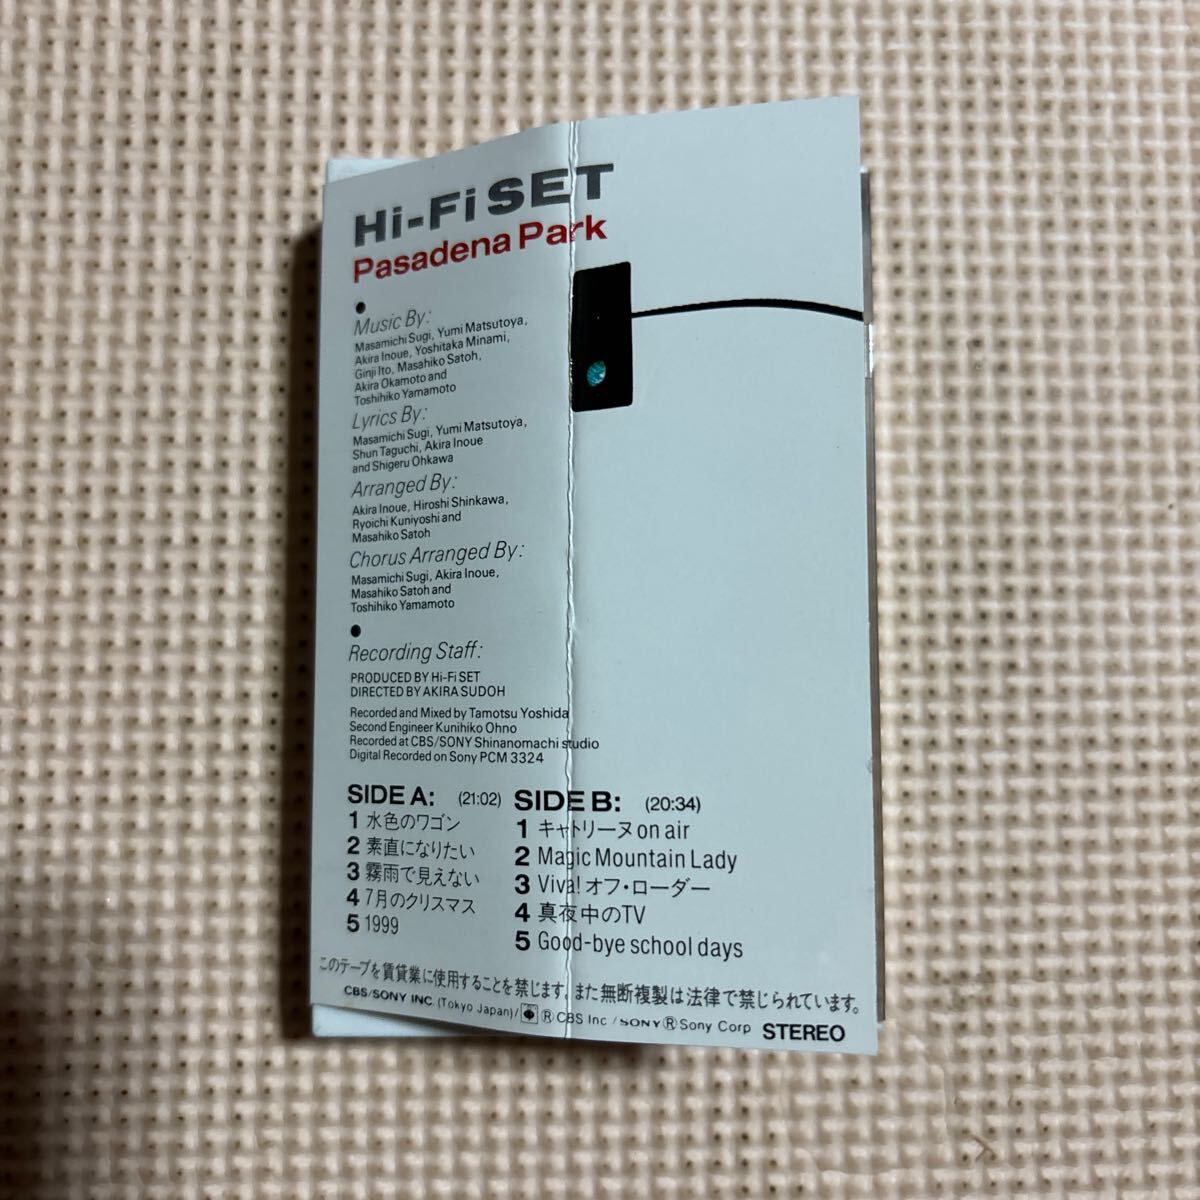 Hi-Fi SET
Pasadena Park
Music By:
Masamichi Sugi, Yumi Matsutoya,
Akira Inoue, Yoshitaka Minami,
Ginji Ito, Masahiko Satoh,
Akira Okamoto and
Toshihiko Yamamoto
Lyrics By:
Masamichi Sugi, Yumi Matsutoya,
Shun Taguchi, Akira Inoue
and Shigeru Ohkawa
Arranged By:
Akira Inoue, Hiroshi Shinkawa,
Ryoichi Kuniyoshi and
Masahiko Satoh
Chorus Arranged By:
Masamichi Sugi, Akira Inoue,
Masahiko Satoh and
Toshihiko Yamamoto
Recording Staff:
PRODUCED BY Hi-Fi SET
DIRECTED BY AKIRA SUDOH
Recorded and Mixed by Tamotsu Yoshida
Second Engineer Kunihiko Ohno
Recorded at CBS/SONY Shinanomachi studio
Digital Recorded on Sony PCM 3324
SIDE A: (21:02)
1 水色のワゴン
2 素直になりたい
3 霧雨で見えない
4 7月のクリスマス
5 1999
SIDE B: (20:34)
1 キャトリーヌ on air
2 Magic Mountain Lady
3 Viva! オフ・ローダー
4 真夜中のTV
5 Good-bye school days
このテープを賃貸業に使用することを禁じます。また無断複製は法律で禁じられています。
CBS/SONY INC. (Tokyo Japan)/ ® CBS Inc / SONY ® Sony Corp STEREO